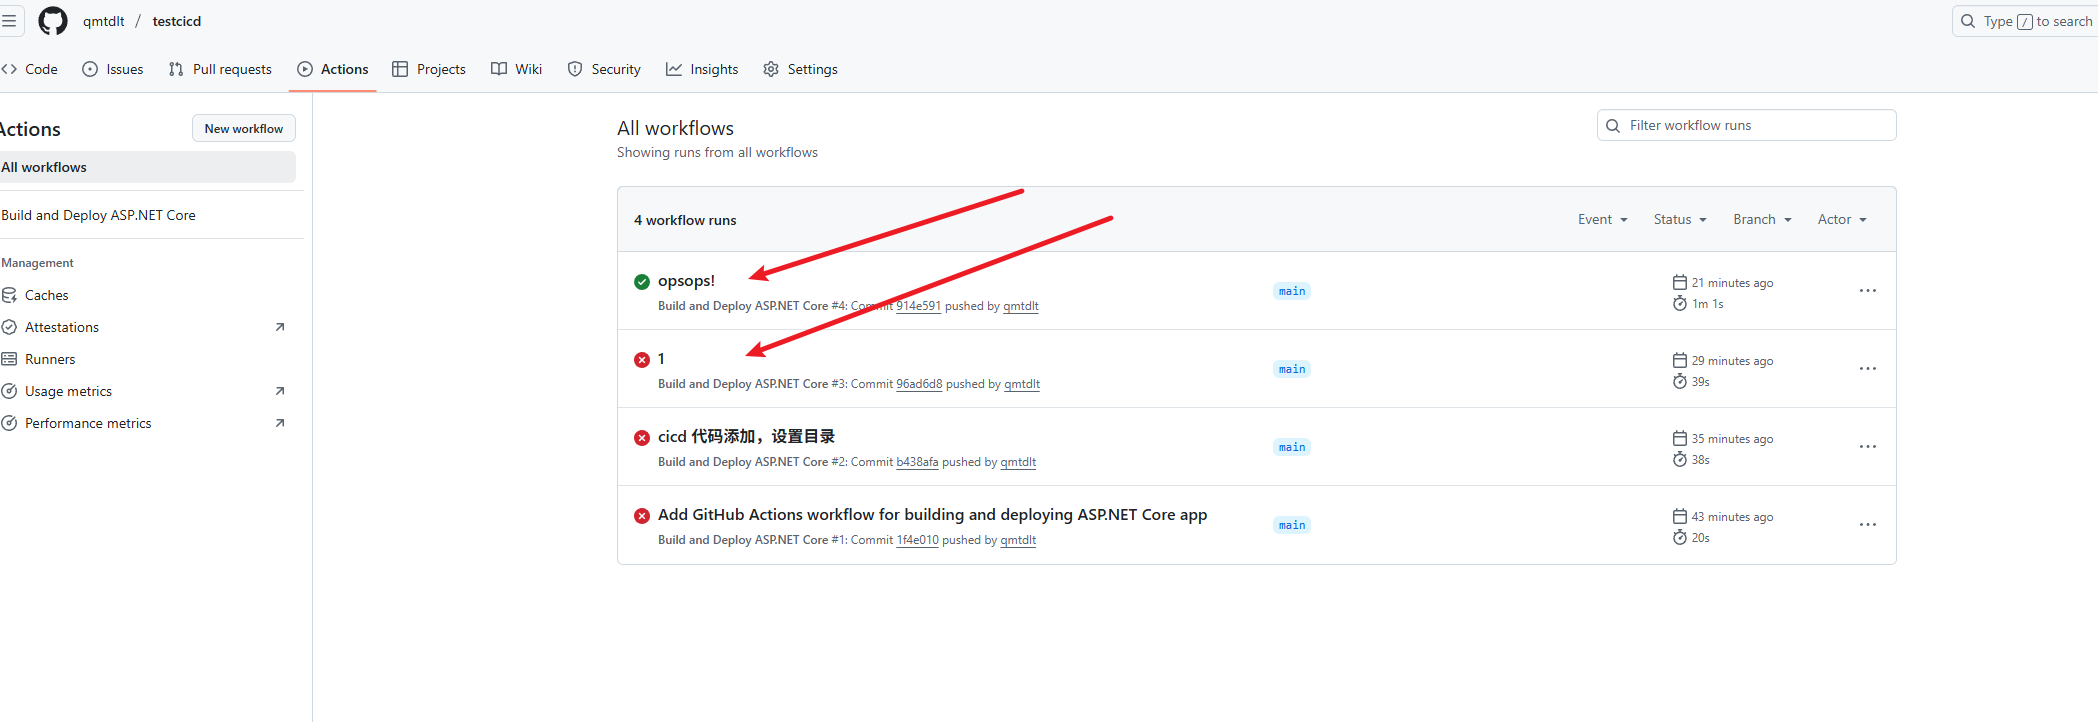 qmtdlt / testcicd
Type / to search
Code Issues Pull requests Actions Projects Wiki Security Insights Settings
Actions
New workflow
All workflows
Build and Deploy ASP.NET Core
Management
Caches
Attestations
Runners
Usage metrics
Performance metrics
All workflows
Showing runs from all workflows
Filter workflow runs
4 workflow runs
Event Status Branch Actor
opsops!
Build and Deploy ASP.NET Core #4: Commit 914e591 pushed by qmtdlt
main
21 minutes ago
1m 1s
1
Build and Deploy ASP.NET Core #3: Commit 96ad6d8 pushed by qmtdlt
main
29 minutes ago
39s
cicd 代码添加，设置目录
Build and Deploy ASP.NET Core #2: Commit b438afa pushed by qmtdlt
main
35 minutes ago
38s
Add GitHub Actions workflow for building and deploying ASP.NET Core app
Build and Deploy ASP.NET Core #1: Commit 1f4e010 pushed by qmtdlt
main
43 minutes ago
20s